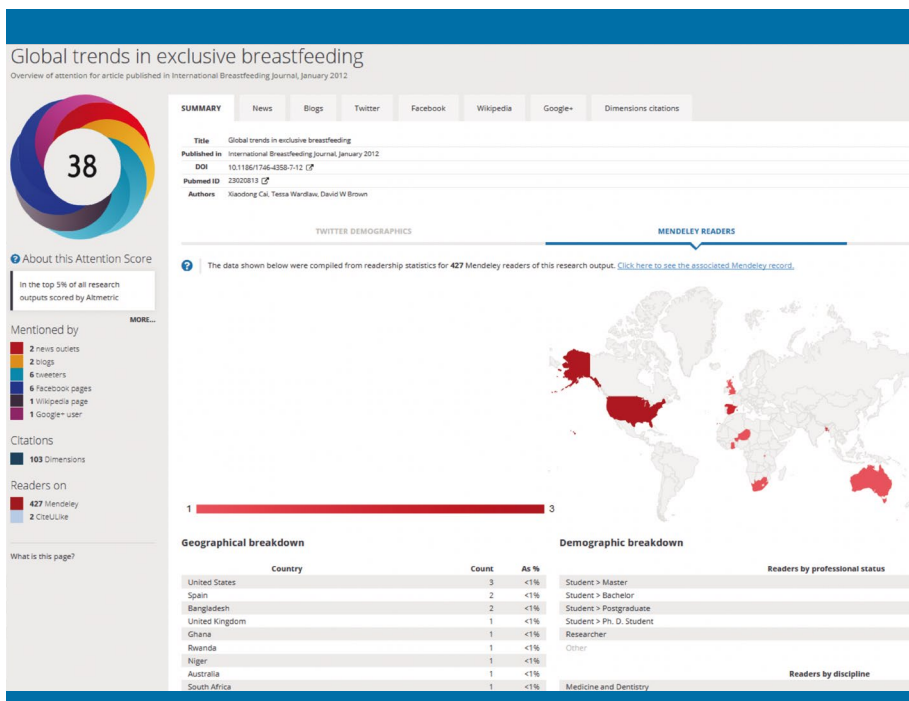 Global trends in exclusive breastfeeding
Overview of attention for article published in International Breastfeeding Journal, January 2012
38
About this Attention Score
In the top 5% of all research
outputs scored by Altmetric
MORE...
Mentioned by
2 news outlets
2 blogs
6 tweeters
6 Facebook pages
1 Wikipedia page
1 Google+ user
Citations
103 Dimensions
Readers on
427 Mendeley
2 CiteULike
What is this page?
SUMMARY News Blogs Twitter Facebook Wikipedia Google+ Dimensions citations
Title Global trends in exclusive breastfeeding
Published in International Breastfeeding Journal, January 2012
DOI 10.1186/1746-4358-7-12
Pubmed ID 23020813
Authors Xiaodong Cai, Tessa Wardlaw, David W Brown
TWITTER DEMOGRAPHICS MENDELEY READERS
? The data shown below were compiled from readership statistics for 427 Mendeley readers of this research output. Click here to see the associated Mendeley record.
1 3
Geographical breakdown
Country Count As %
United States 3 <1%
Spain 2 <1%
Bangladesh 2 <1%
United Kingdom 1 <1%
Ghana 1 <1%
Rwanda 1 <1%
Niger 1 <1%
Australia 1 <1%
South Africa 1 <1%
Demographic breakdown
Readers by professional status
Student > Master
Student > Bachelor
Student > Postgraduate
Student > Ph. D. Student
Researcher
Other
Readers by discipline
Medicine and Dentistry